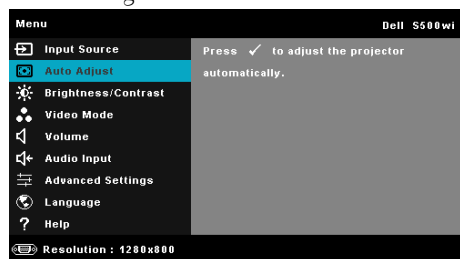 Menu Dell S500wi
Input Source
Press ✓ to adjust the projector
automatically.
Auto Adjust
Brightness/Contrast
Video Mode
Volume
Audio Input
Advanced Settings
Language
? Help
Resolution : 1280x800